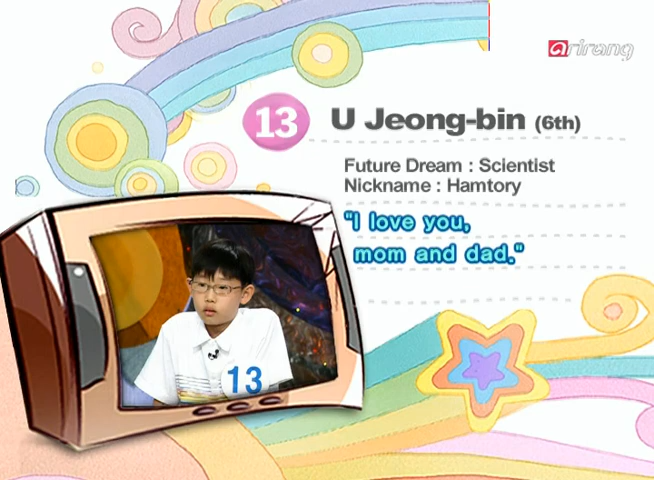 arirang
13
U Jeong-bin (6th)
Future Dream : Scientist
Nickname : Hamtory
"I love you,
mom and dad."
13